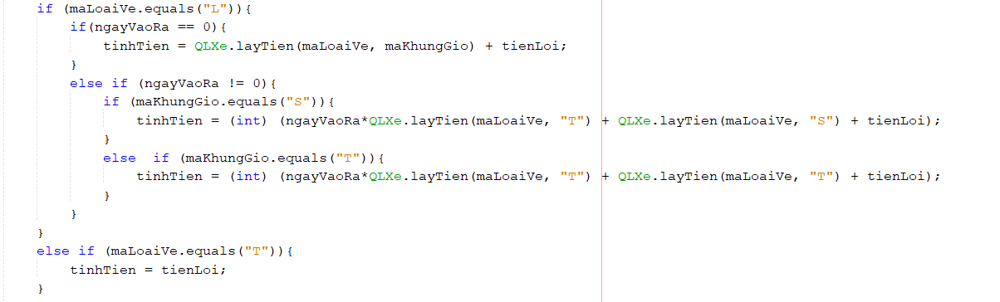 if (maLoaiVe.equals("L")){
if(ngayVaoRa == 0){
tinhTien = QLXe.layTien(maLoaiVe, maKhungGio) + tienLoi;
}
else if (ngayVaoRa != 0){
if (maKhungGio.equals("S")){
tinhTien = (int) (ngayVaoRa*QLXe.layTien(maLoaiVe, "T") + QLXe.layTien(maLoaiVe, "S") + tienLoi);
}
else  if (maKhungGio.equals("T")){
tinhTien = (int) (ngayVaoRa*QLXe.layTien(maLoaiVe, "T") + QLXe.layTien(maLoaiVe, "T") + tienLoi);
}
}
}
else if (maLoaiVe.equals("T")){
tinhTien = tienLoi;
}